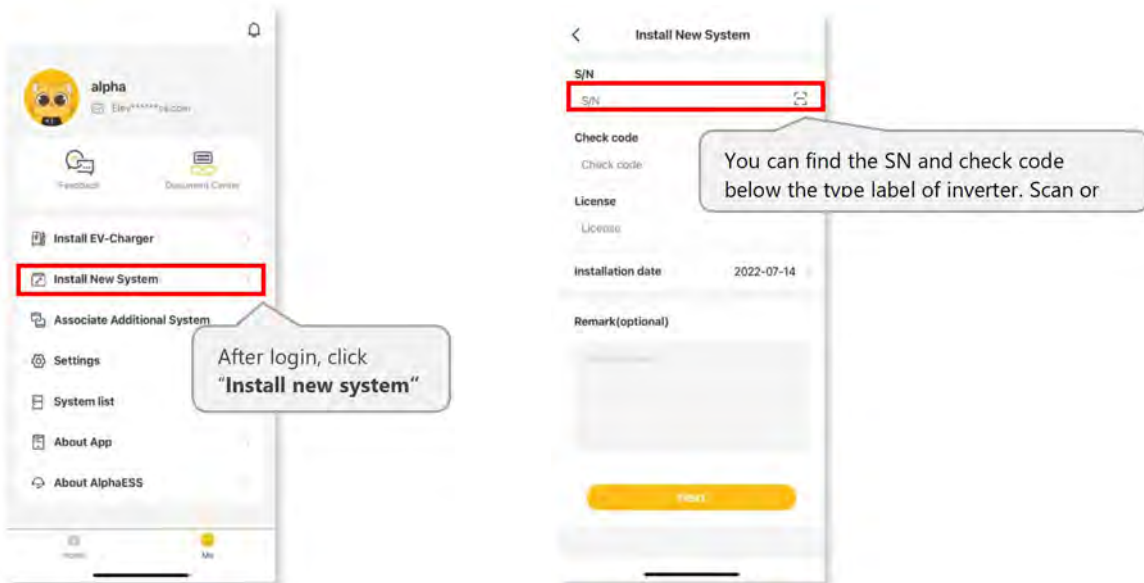 alpha
Feedback
Document Center
Install EV-Charger
Install New System
Associate Additional System
Settings
System list
About App
About AlphaESS
Home
Me
After login, click
"Install new system"
Install New System
S/N
S/N
Check code
Check code
License
License
Installation date 2022-07-14
Remark(optional)
Next
You can find the SN and check code
below the type label of inverter. Scan or